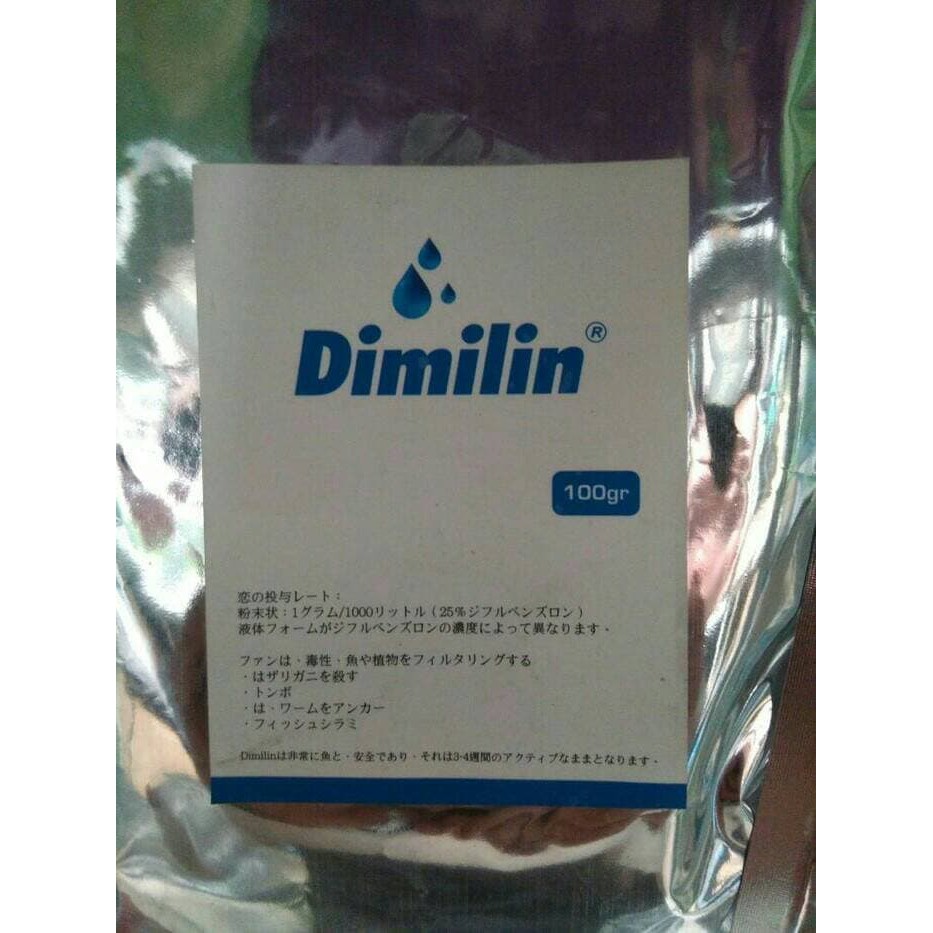 Dimilin®
100gr
恋の投与レート：
粉末状：1グラム/1000リットル（25%ジフルベンズロン）
液体フォームがジフルベンズロンの濃度によって異なります・
ファンは・毒性・魚や植物をフィルタリングする
・はザリガニを殺す
・トンボ
・は・ワームをアンカー
・フィッシュシラミ
Dimilinは非常に魚と・安全であり・それは3-4週間のアクティブなままとなります・